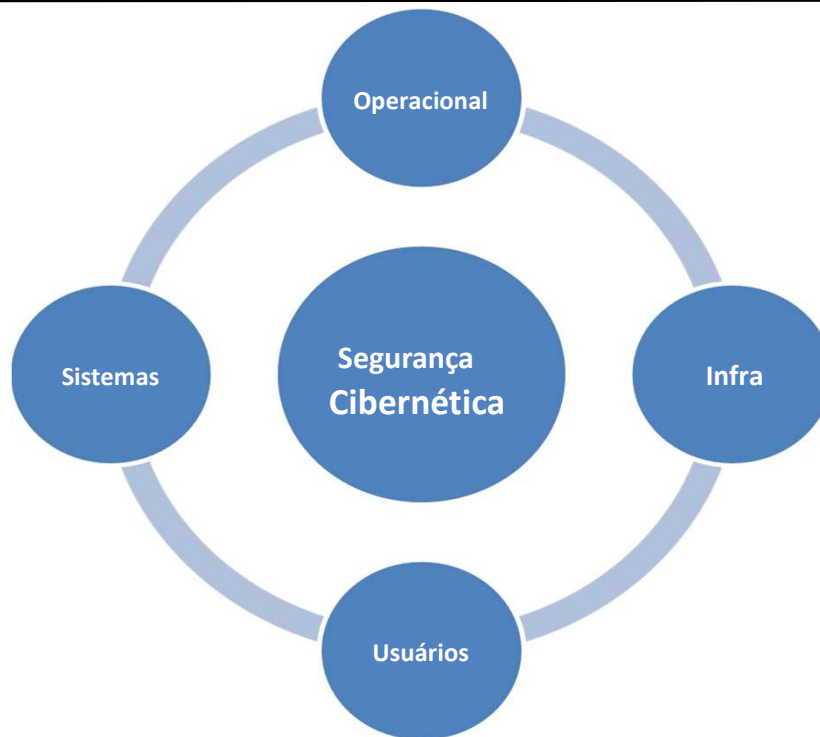 Operacional
Sistemas
Segurança
Cibernética
Infra
Usuários